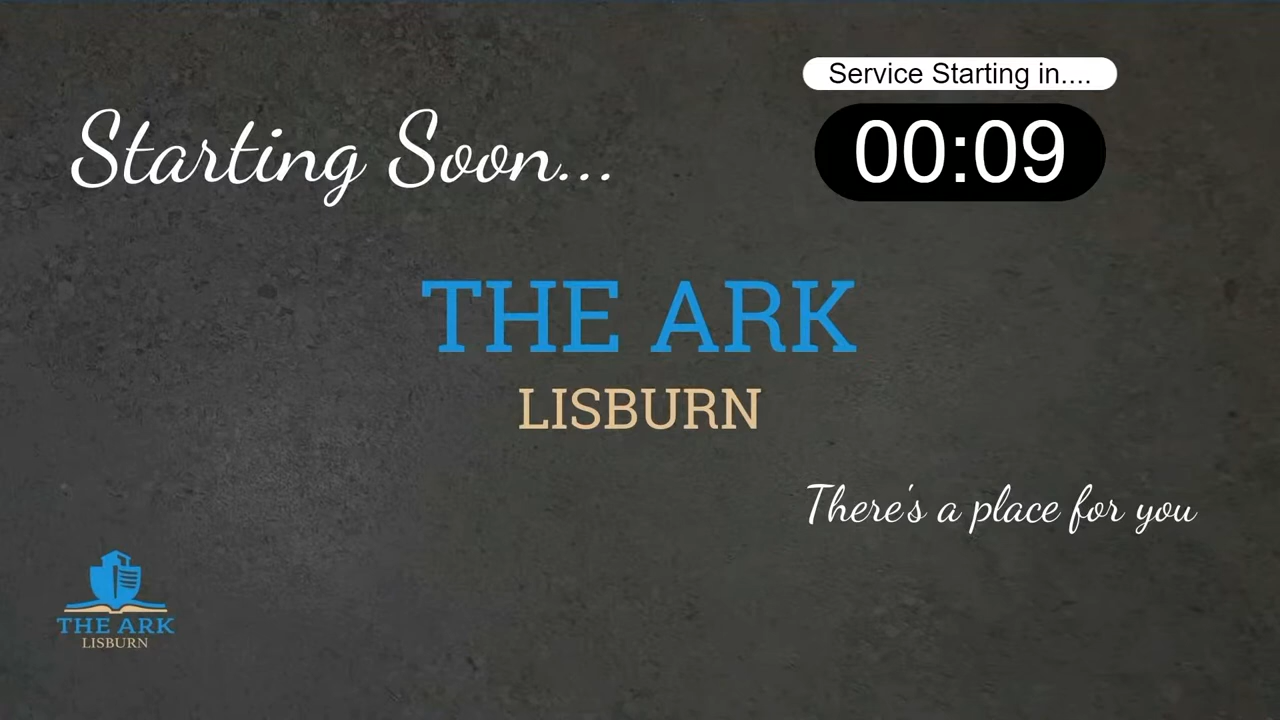 Service Starting in....
Starting Soon...
00:09
THE ARK
LISBURN
There's a place for you
THE ARK
LISBURN